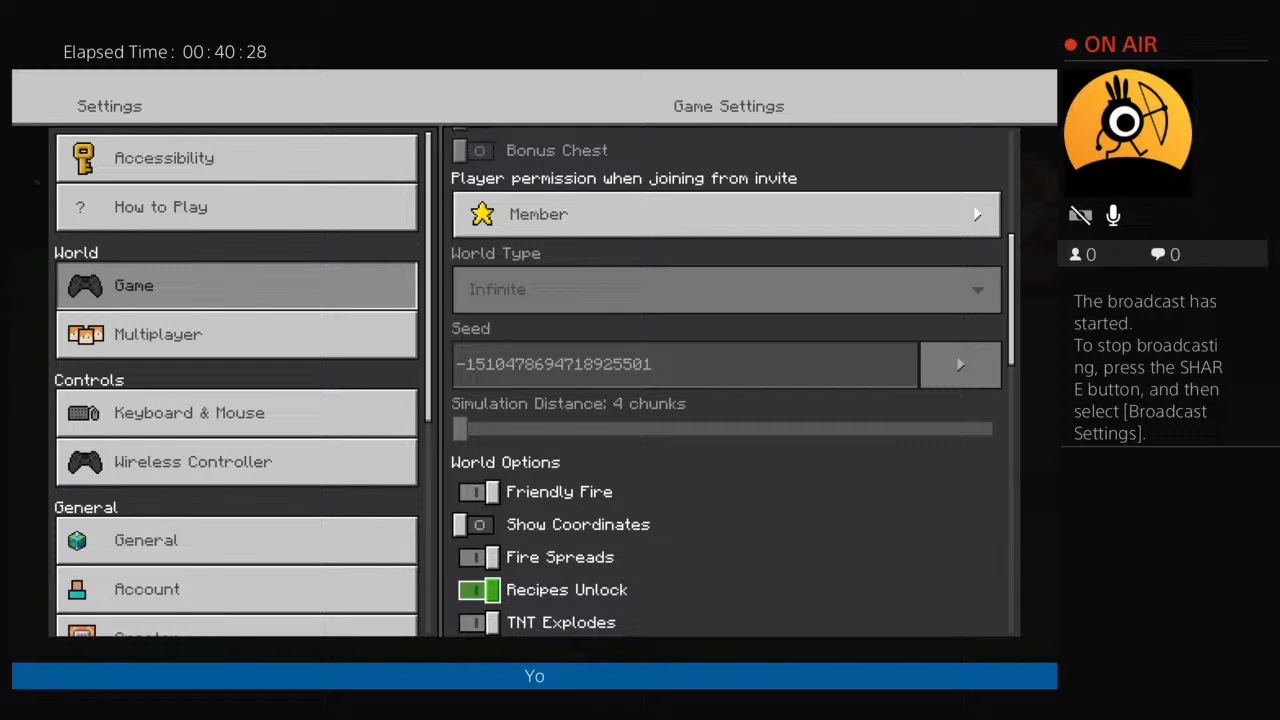 Elapsed Time: 00:40:28
ON AIR
Settings
Game Settings
Accessibility
? How to Play
World
Game
Multiplayer
Controls
Keyboard & Mouse
Wireless Controller
General
General
Account
Bonus Chest
Player permission when joining from invite
Member
World Type
Infinite
Seed
-1510478694718925501
Simulation Distance: 4 chunks
World Options
Friendly Fire
Show Coordinates
Fire Spreads
Recipes Unlock
TNT Explodes
0 0
The broadcast has
started.
To stop broadcasti
ng, press the SHAR
E button, and then
select [Broadcast
Settings].
Yo